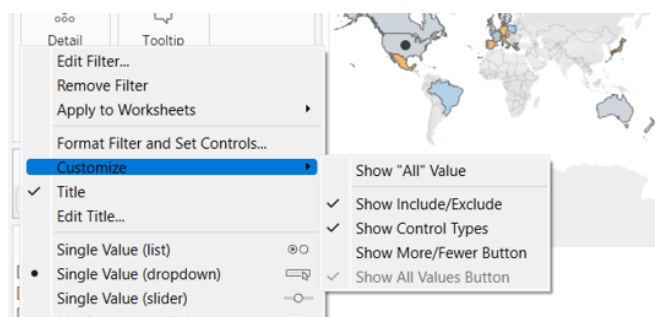 Detail
Tooltip
Edit Filter...
Remove Filter
Apply to Worksheets
Format Filter and Set Controls...
Customize
Title
Edit Title...
Single Value (list)
Single Value (dropdown)
Single Value (slider)
Show "All" Value
Show Include/Exclude
Show Control Types
Show More/Fewer Button
Show All Values Button